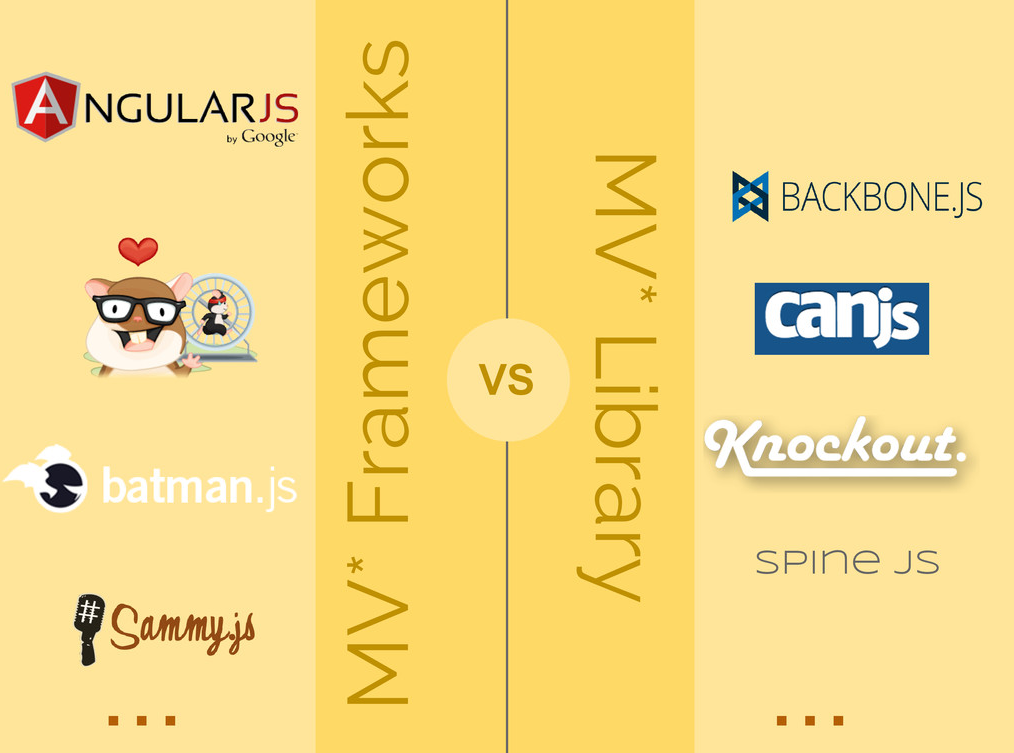 ANGULARJS
by Google
batman.js
#
Sammy.js
MV* Frameworks
vs
MV* Library
BACKBONE.JS
canjs
Knockout.
SPINE JS